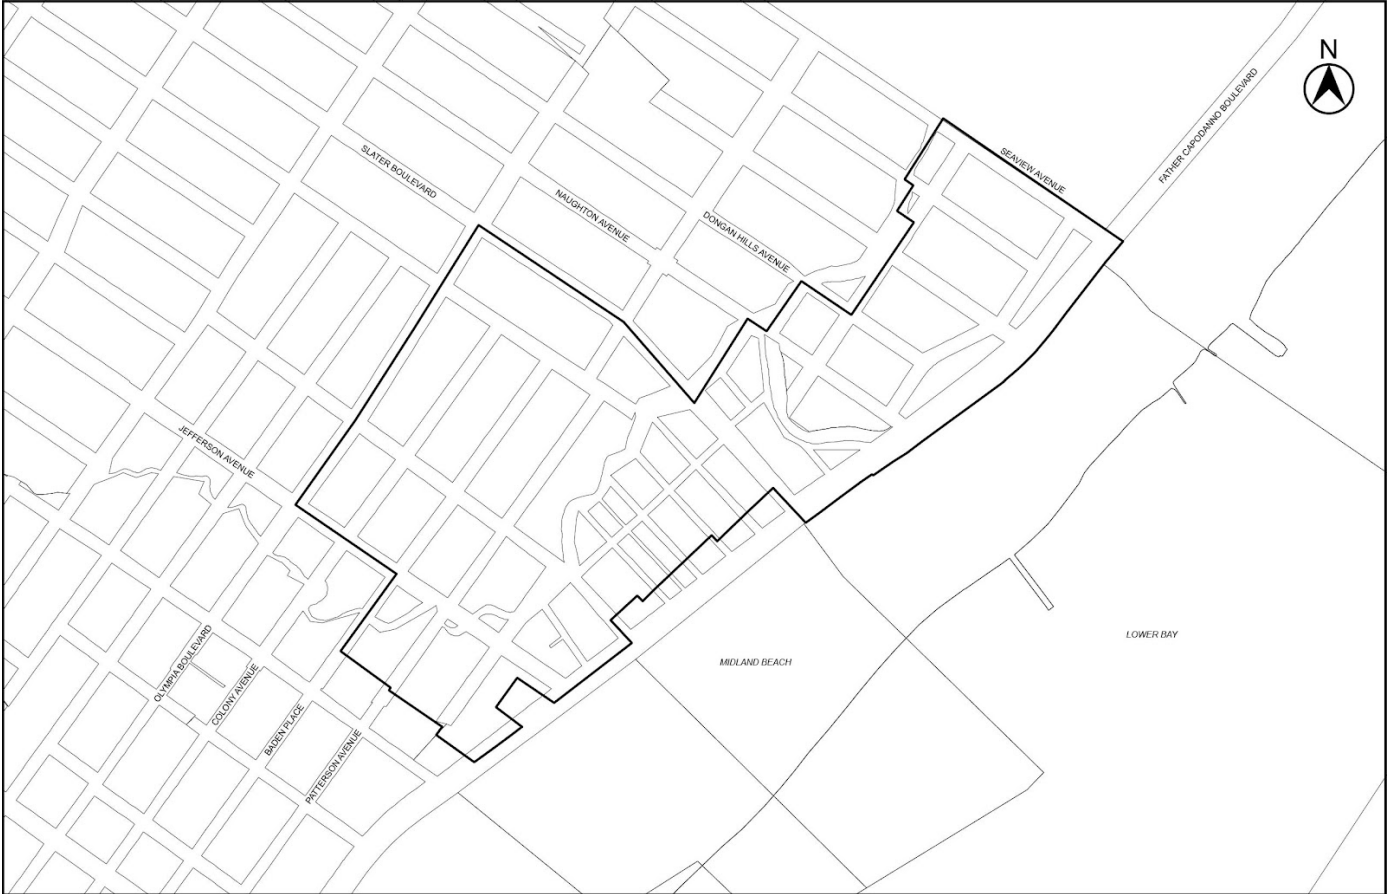 N
SEAVIEW AVENUE
FATHER CAPODANNO BOULEVARD
SLATER BOULEVARD
NAUGHTON AVENUE
DONGAN HILLS AVENUE
JEFFERSON AVENUE
OLYMPIA BOULEVARD
COLONY AVENUE
BADEN PLACE
PATTERSON AVENUE
MIDLAND BEACH
LOWER BAY